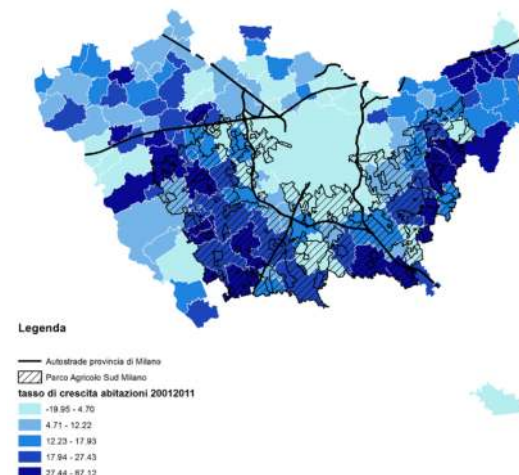 Legenda
Autostrade provincia di Milano
Parco Agricolo Sud Milano
tasso di crescita abitazioni 20012011
-19.95 - 4.70
4.71 - 12.22
12.23 - 17.93
17.94 - 27.43
27.44 - 67.12